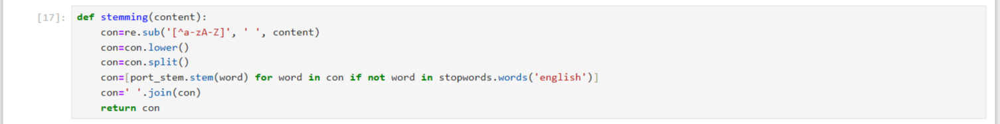 [17]: def stemming(content):
    con=re.sub('[^a-zA-Z]', ' ', content)
    con=con.lower()
    con=con.split()
    con=[port_stem.stem(word) for word in con if not word in stopwords.words('english')]
    con=' '.join(con)
    return con